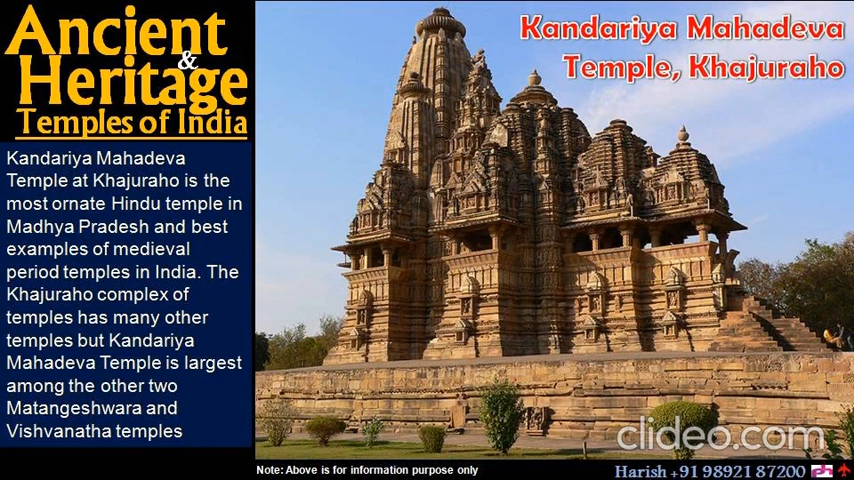 Ancient
&
Heritage
Temples of India
Kandariya Mahadeva
Temple, Khajuraho
Kandariya Mahadeva
Temple at Khajuraho is the
most ornate Hindu temple in
Madhya Pradesh and best
examples of medieval
period temples in India. The
Khajuraho complex of
temples has many other
temples but Kandariya
Mahadeva Temple is largest
among the other two
Matangeshwara and
Vishvanatha temples
clideo.com
Note: Above is for information purpose only
Harish +91 98921 87200